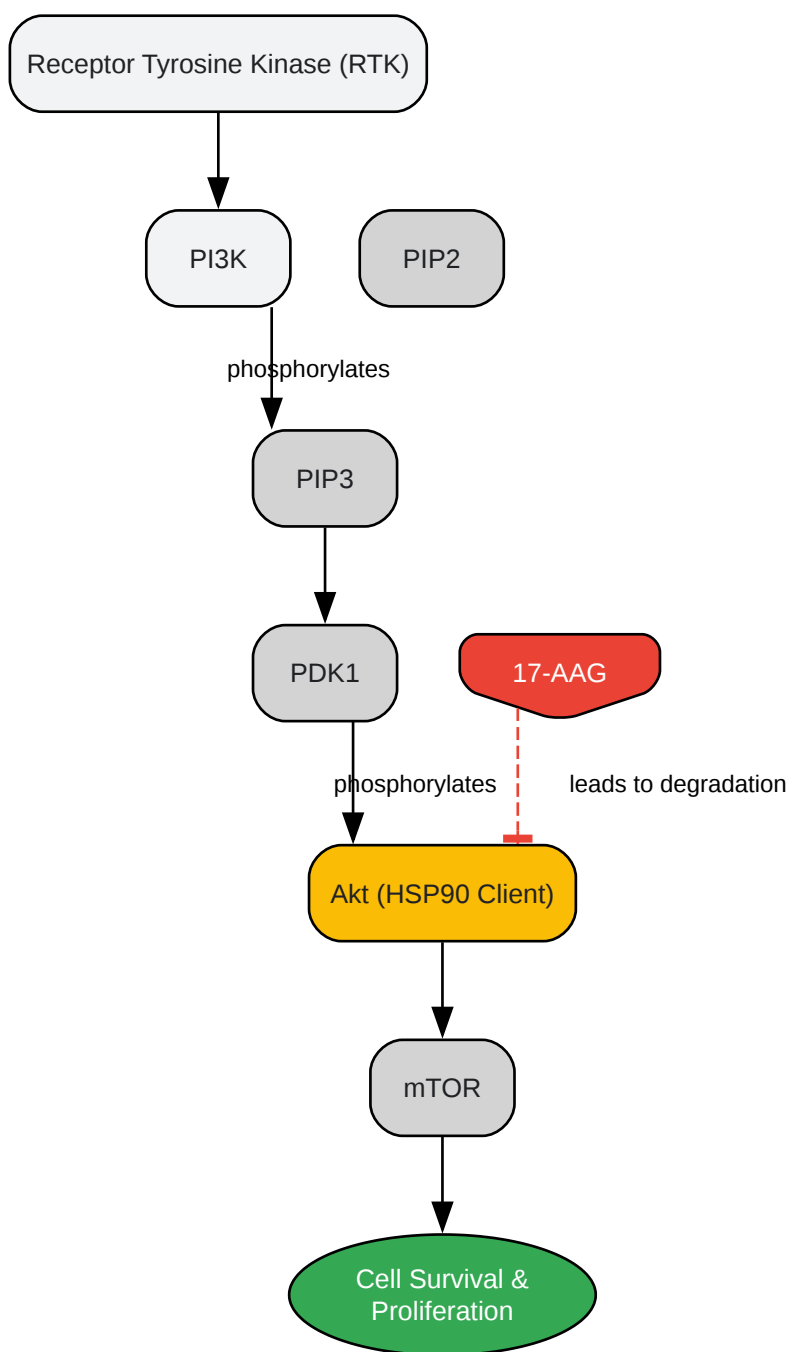 Receptor Tyrosine Kinase (RTK)
PI3K
PIP2
phosphorylates
PIP3
PDK1
17-AAG
phosphorylates
leads to degradation
Akt (HSP90 Client)
mTOR
Cell Survival &
Proliferation